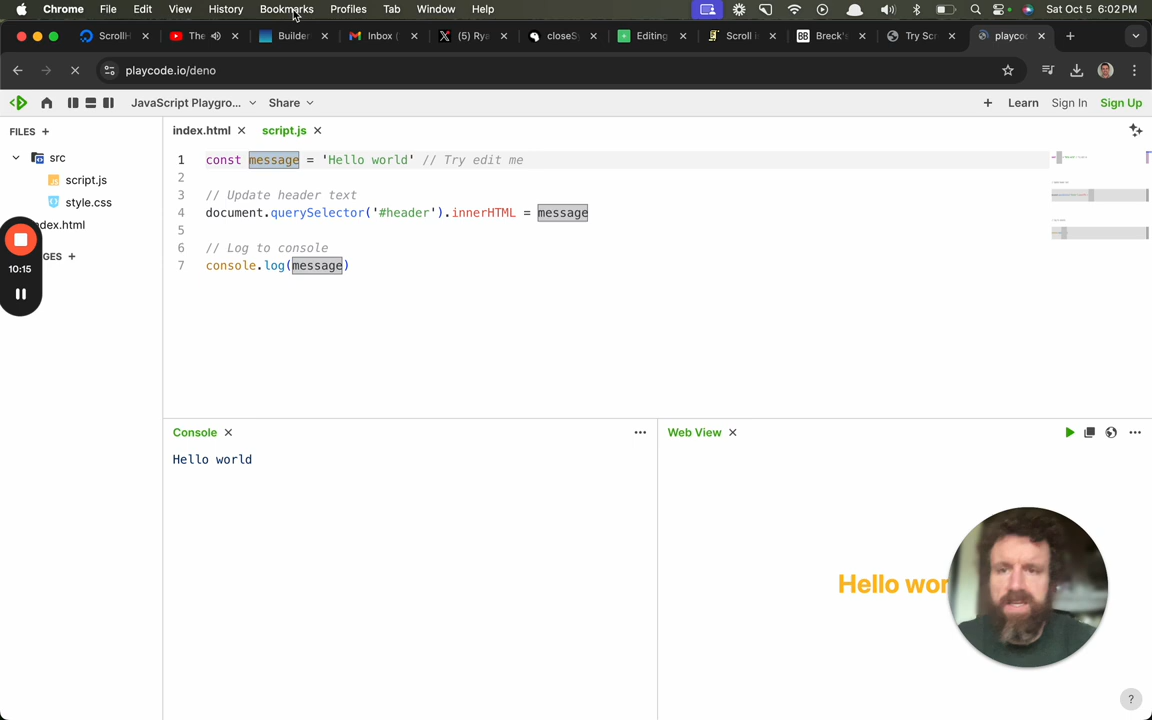 Chrome File Edit View History Bookmarks Profiles Tab Window Help Sat Oct 5 6:02 PM
ScrollH The Builder Inbox ( (5) Rya closeS Editing Scroll Breck's Try Scr playco
playcode.io/deno
JavaScript Playgro... Share + Learn Sign In Sign Up
FILES +
index.html script.js
src
script.js
style.css
dex.html
GES +
10:15
1 const message = 'Hello world' // Try edit me
2
3 // Update header text
4 document.querySelector('#header').innerHTML = message
5
6 // Log to console
7 console.log(message)
Console
Hello world
Web View
Hello wor
?